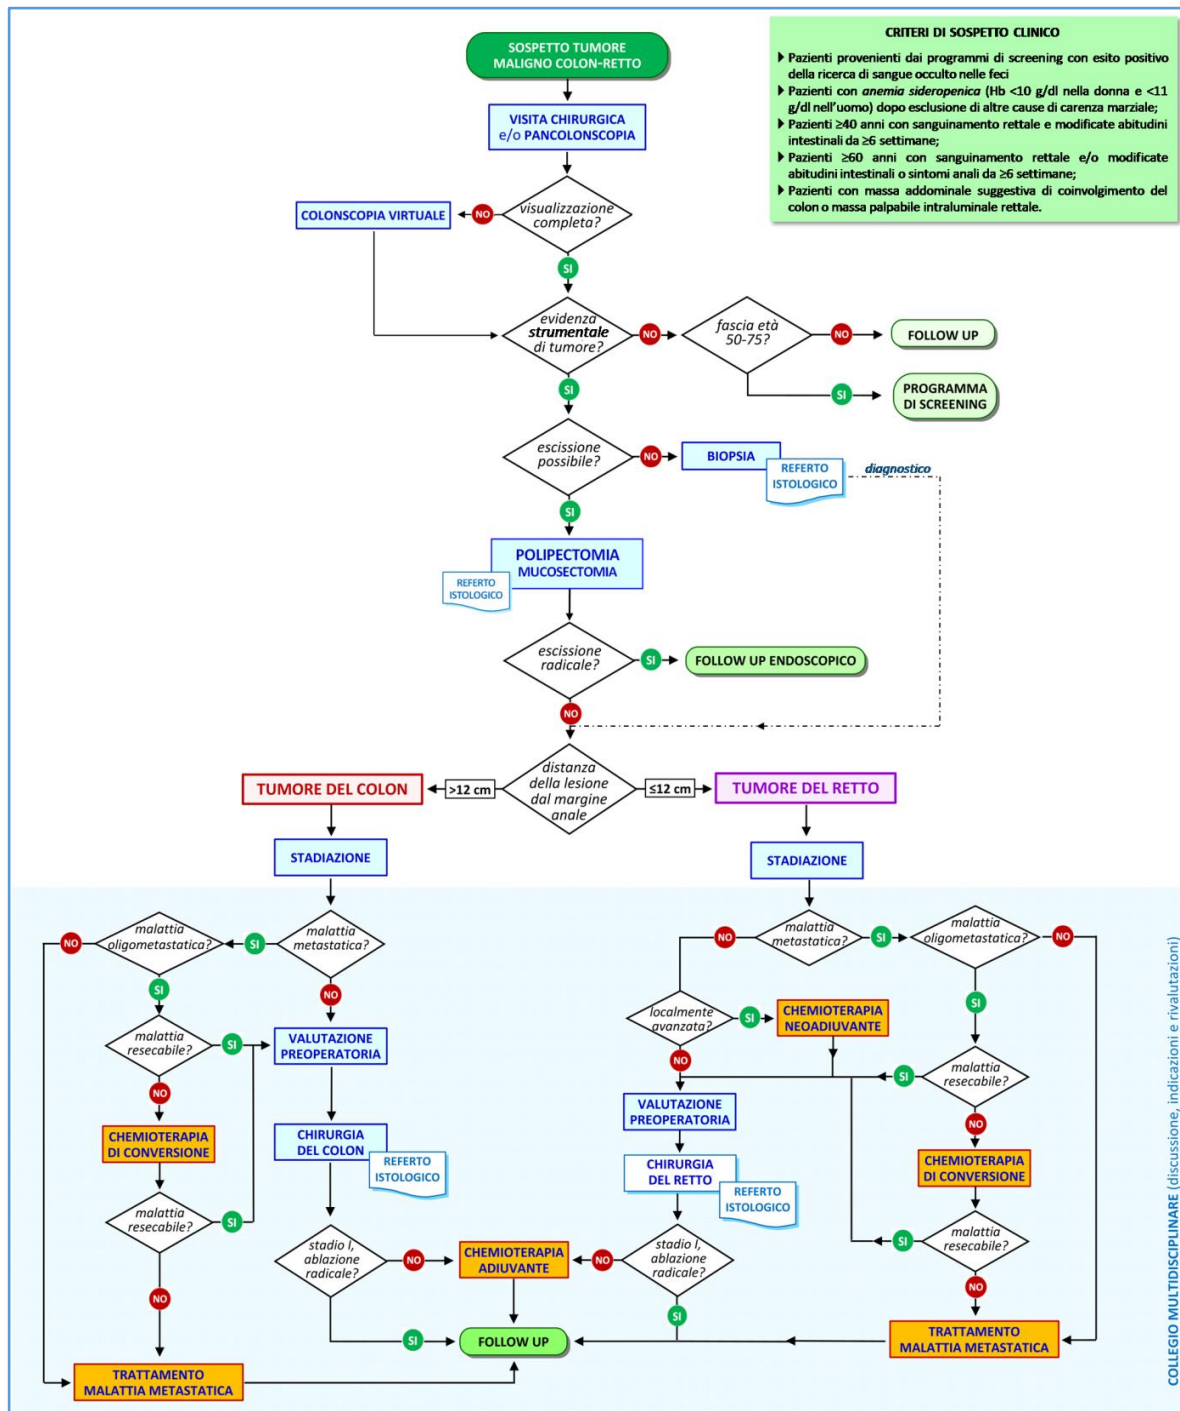 CRITERI DI SOSPETTO CLINICO
Pazienti provenienti dai programmi di screening con esito positivo
della ricerca di sangue occulto nelle feci
Pazienti con anemia sideropenica (Hb <10 g/dl nella donna e <11
g/dl nell'uomo) dopo esclusione di altre cause di carenza marziale;
Pazienti ≥40 anni con sanguinamento rettale e modificate abitudini
intestinali da ≥6 settimane;
Pazienti ≥60 anni con sanguinamento rettale e/o modificate
abitudini intestinali o sintomi anali da ≥6 settimane;
Pazienti con massa addominale suggestiva di coinvolgimento del
colon o massa palpabile intraluminale rettale.
SOSPETTO TUMORE
MALIGNO COLON-RETTO
VISITA CHIRURGICA
e/o PANCOLONSCOPIA
COLONSCOPIA VIRTUALE
NO
visualizzazione
completa?
SI
evidenza
strumentale
di tumore?
NO
fascia età
50-75?
NO
FOLLOW UP
SI
PROGRAMMA
DI SCREENING
SI
escissione
possibile?
NO
BIOPSIA
REFERTO
ISTOLOGICO
diagnostico
SI
POLIPECTOMIA
MUCOSECTOMIA
REFERTO
ISTOLOGICO
escissione
radicale?
SI
FOLLOW UP ENDOSCOPICO
NO
distanza
della lesione
dal margine
anale
>12 cm
TUMORE DEL COLON
≤12 cm
TUMORE DEL RETTO
STADIAZIONE
STADIAZIONE
NO
malattia
oligometastatica?
SI
malattia
metastatica?
SI
NO
malattia
resecabile?
SI
VALUTAZIONE
PREOPERATORIA
NO
CHEMIOTERAPIA
DI CONVERSIONE
CHIRURGIA
DEL COLON
REFERTO
ISTOLOGICO
malattia
resecabile?
SI
stadio I,
ablazione
radicale?
NO
CHEMIOTERAPIA
ADIUVANTE
NO
SI
FOLLOW UP
TRATTAMENTO
MALATTIA METASTATICA
NO
malattia
metastatica?
SI
malattia
oligometastatica?
NO
SI
localmente
avanzata?
SI
CHEMIOTERAPIA
NEOADIUVANTE
NO
SI
malattia
resecabile?
VALUTAZIONE
PREOPERATORIA
NO
CHIRURGIA
DEL RETTO
REFERTO
ISTOLOGICO
CHEMIOTERAPIA
DI CONVERSIONE
NO
stadio I,
ablazione
radicale?
SI
malattia
resecabile?
SI
NO
TRATTAMENTO
MALATTIA METASTATICA
COLLEGIO MULTIDISCIPLINARE (discussione, indicazioni e rivalutazioni)